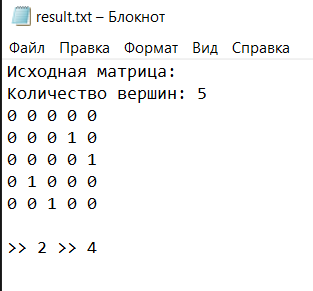 result.txt – Блокнот
Файл Правка Формат Вид Справка
Исходная матрица:
Количество вершин: 5
0 0 0 0 0
0 0 0 1 0
0 0 0 0 1
0 1 0 0 0
0 0 1 0 0
>> 2 >> 4